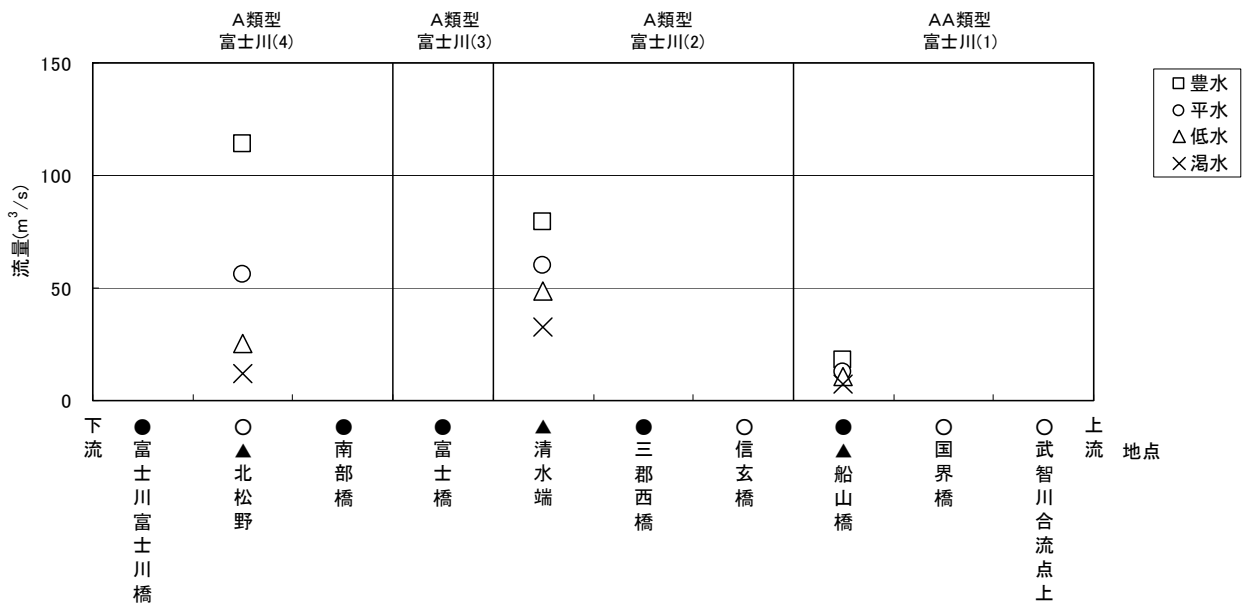 A類型
富士川(4)
A類型
富士川(3)
A類型
富士川(2)
AA類型
富士川(1)
150
100
50
0
流量(m³/s)
□ 豊水
○ 平水
△ 低水
× 渇水
下流
● 富士川富士川橋
○▲ 北松野
● 南部橋
● 富士橋
▲ 清水端
● 三郡西橋
○ 信玄橋
●▲ 船山橋
○ 国界橋
○ 武智川合流点上
上流
地点